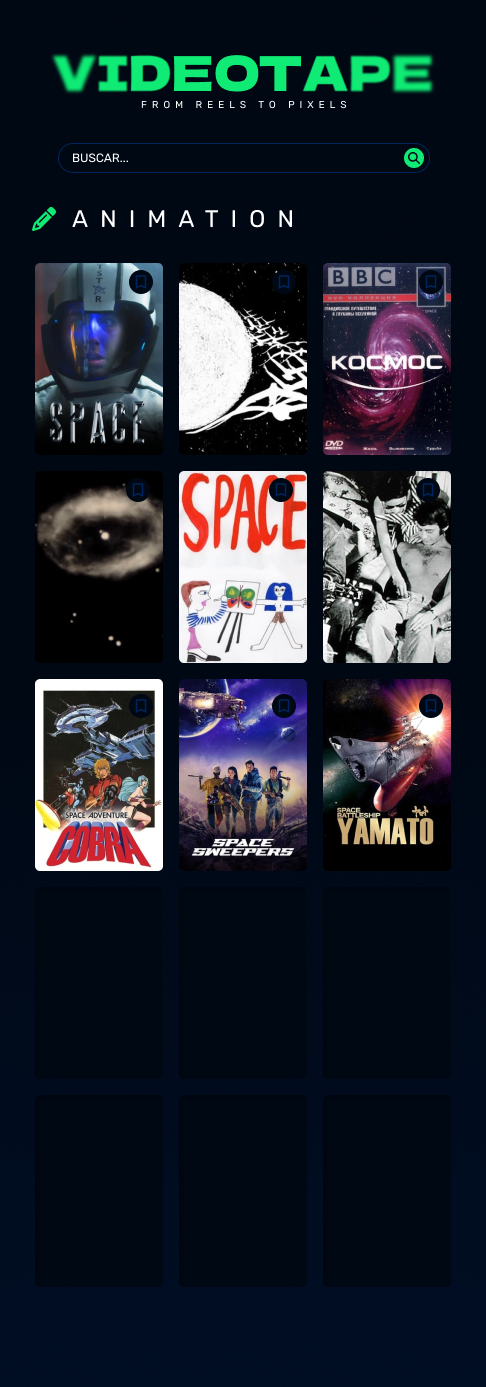 VIDEOTAPE
FROM REELS TO PIXELS
BUSCAR...
ANIMATION
SPACE
BBC
КОСМОС
SPACE
DVD
SPACE
SPACE ADVENTURE
COBRA
SPACE
SWEEPERS
SPACE
BATTLESHIP
YAMATO